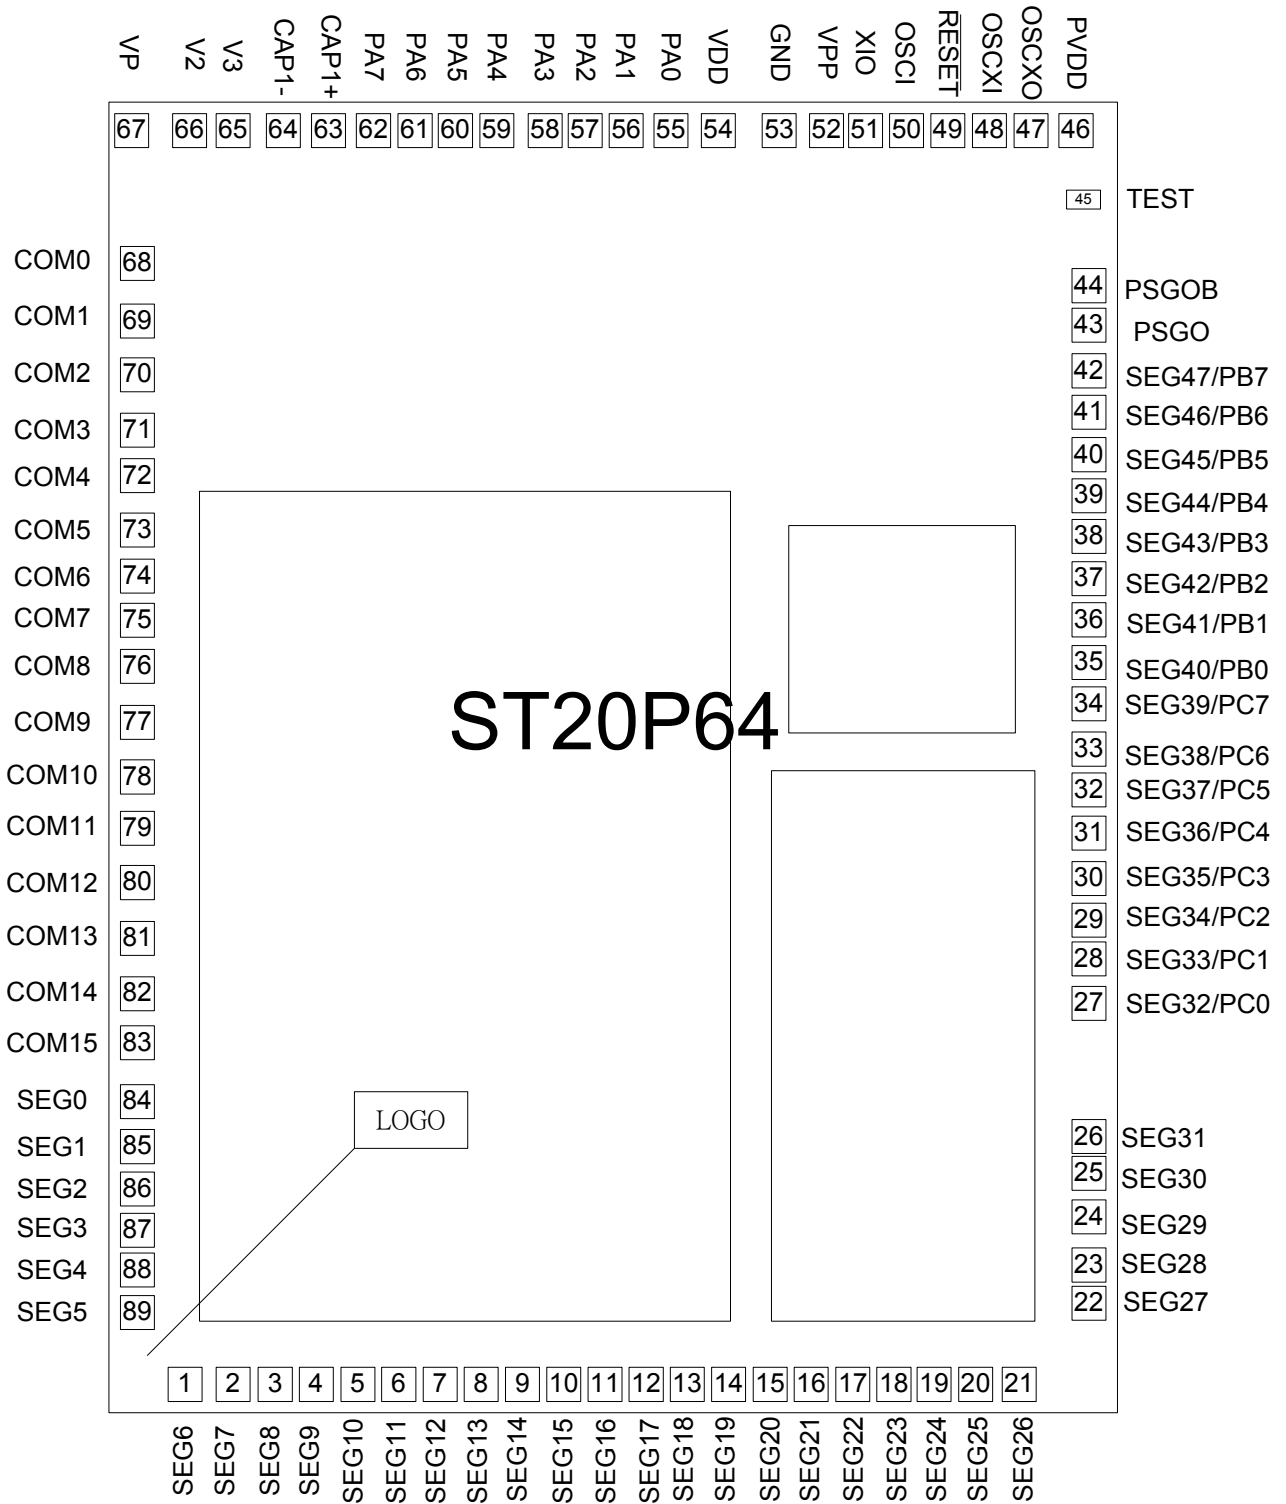 VP V2 V3 CAP1- CAP1+ PA7 PA6 PA5 PA4 PA3 PA2 PA1 PA0 VDD GND VPP XIO OSCI RESET OSCXI OSCXO PVDD
67 66 65 64 63 62 61 60 59 58 57 56 55 54 53 52 51 50 49 48 47 46
45 TEST
COM0 68
44 PSGOB
COM1 69
43 PSGO
COM2 70
42 SEG47/PB7
41 SEG46/PB6
COM3 71
40 SEG45/PB5
COM4 72
39 SEG44/PB4
COM5 73
38 SEG43/PB3
COM6 74
37 SEG42/PB2
COM7 75
36 SEG41/PB1
COM8 76
35 SEG40/PB0
34 SEG39/PC7
COM9 77
ST20P64
33 SEG38/PC6
COM10 78
32 SEG37/PC5
COM11 79
31 SEG36/PC4
COM12 80
30 SEG35/PC3
29 SEG34/PC2
COM13 81
28 SEG33/PC1
COM14 82
27 SEG32/PC0
COM15 83
SEG0 84
LOGO
26 SEG31
SEG1 85
25 SEG30
SEG2 86
24 SEG29
SEG3 87
23 SEG28
SEG4 88
22 SEG27
SEG5 89
1 2 3 4 5 6 7 8 9 10 11 12 13 14 15 16 17 18 19 20 21
SEG6 SEG7 SEG8 SEG9 SEG10 SEG11 SEG12 SEG13 SEG14 SEG15 SEG16 SEG17 SEG18 SEG19 SEG20 SEG21 SEG22 SEG23 SEG24 SEG25 SEG26